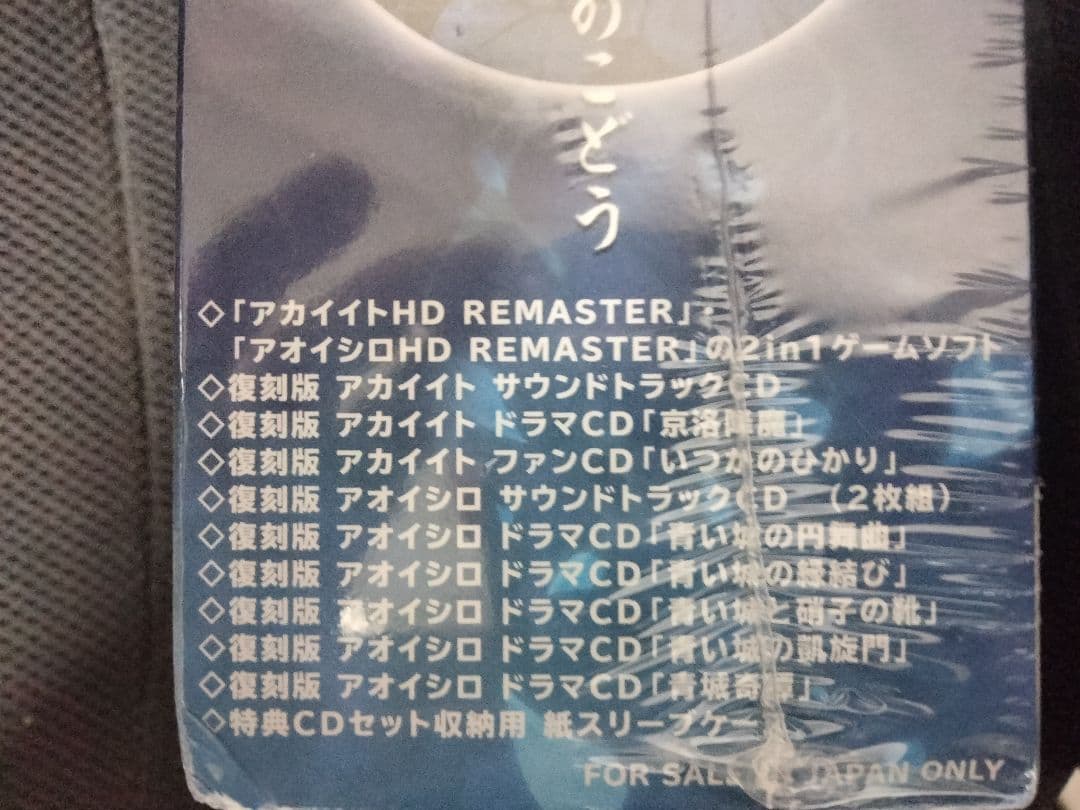 のこどう
◇「アカイイトHD REMASTER」・
「アオイシロHD REMASTER」の2in1ゲームソフト
◇復刻版 アカイイト サウンドトラックCD
◇復刻版 アカイイト ドラマCD「京洛降魔」
◇復刻版 アカイイト ファンCD「いつかのひかり」
◇復刻版 アオイシロ サウンドトラックCD （2枚組）
◇復刻版 アオイシロ ドラマCD「青い城の円舞曲」
◇復刻版 アオイシロ ドラマCD「青い城の縁結び」
◇復刻版 アオイシロ ドラマCD「青い城と硝子の靴」
◇復刻版 アオイシロ ドラマCD「青い城の凱旋門」
◇復刻版 アオイシロ ドラマCD「青城奇譚」
◇特典CDセット収納用 紙スリーブケース
FOR SALE IN JAPAN ONLY